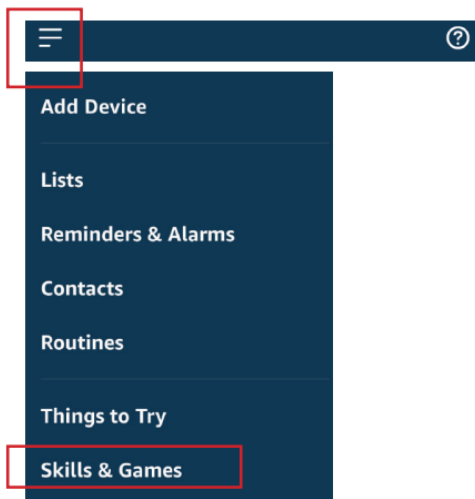 ?
Add Device
Lists
Reminders & Alarms
Contacts
Routines
Things to Try
Skills & Games